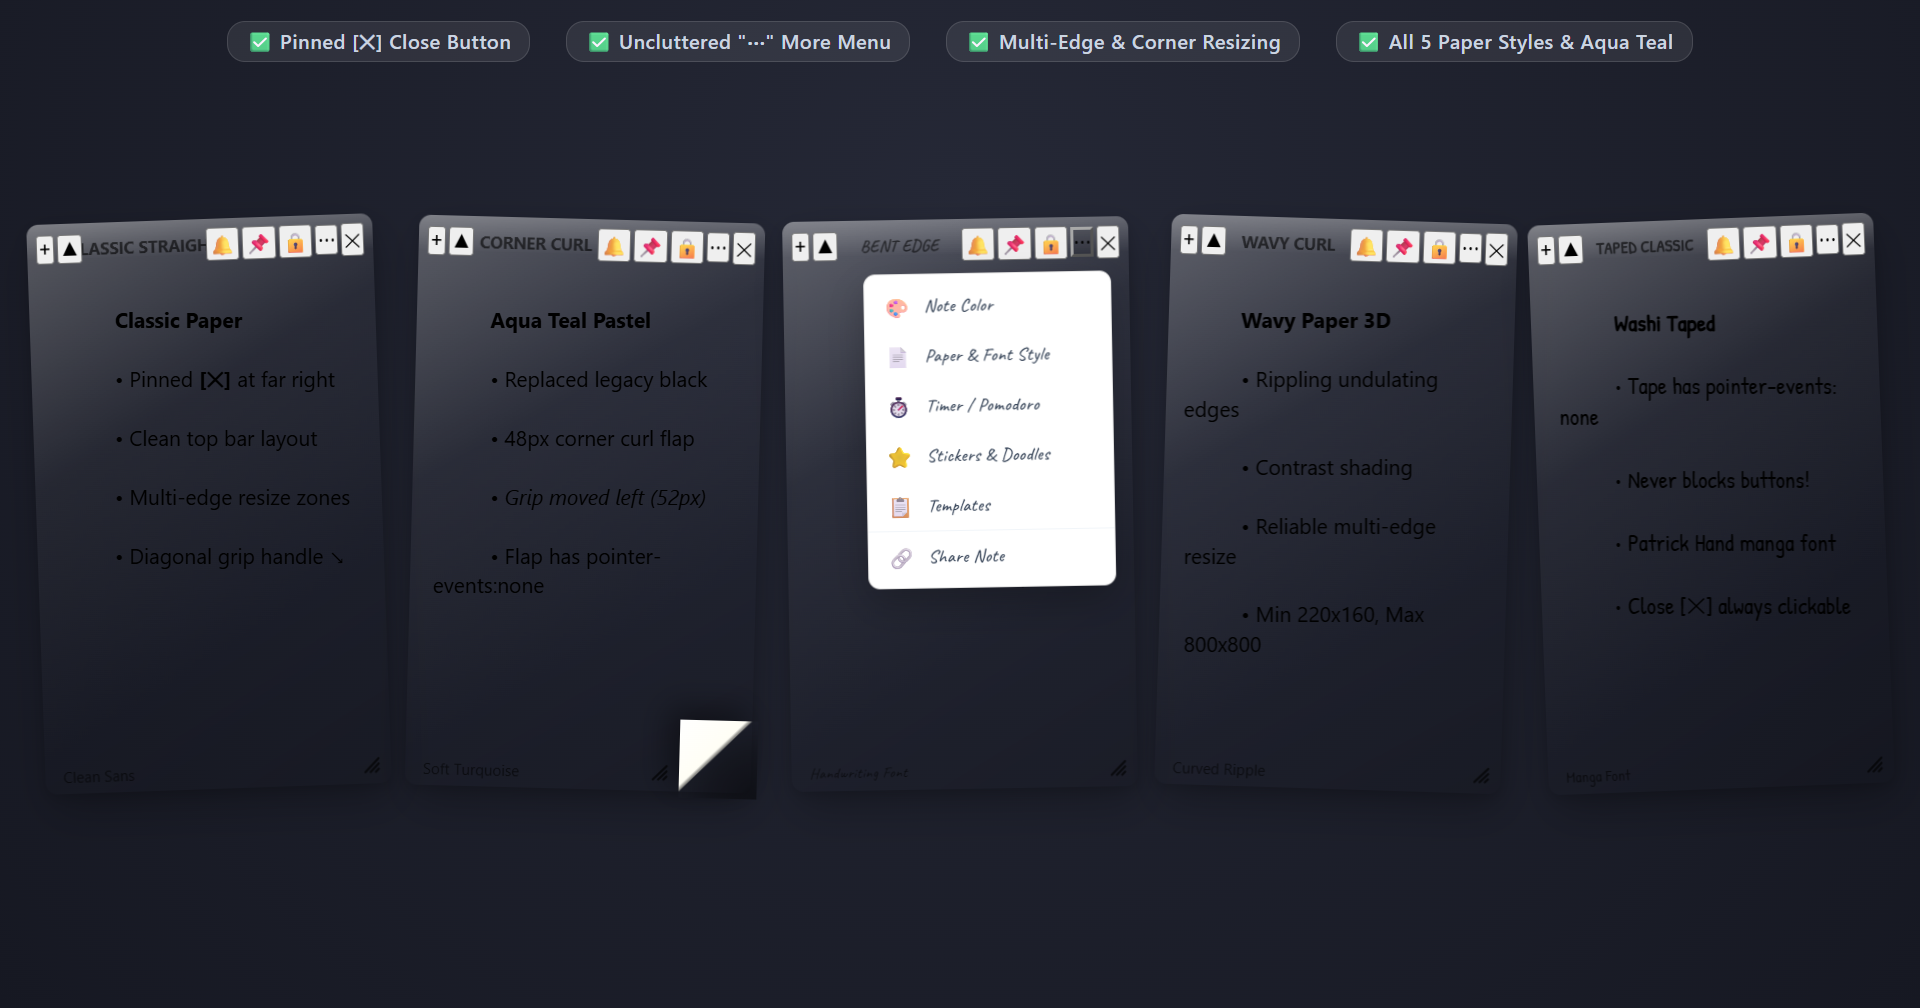 ✅ Pinned [✕] Close Button
✅ Uncluttered "⋯" More Menu
✅ Multi-Edge & Corner Resizing
✅ All 5 Paper Styles & Aqua Teal
+ ▲ LASSIC STRAIGH 🔔 📌 🔒 ⋯ ✕
Classic Paper
• Pinned [✕] at far right
• Clean top bar layout
• Multi-edge resize zones
• Diagonal grip handle ↘
Clean Sans
+ ▲ CORNER CURL 🔔 📌 🔒 ⋯ ✕
Aqua Teal Pastel
• Replaced legacy black
• 48px corner curl flap
• Grip moved left (52px)
• Flap has pointer-
events:none
Soft Turquoise
+ ▲ BENT EDGE 🔔 📌 🔒 ⋯ ✕
🎨 Note Color
📄 Paper & Font Style
⏱️ Timer / Pomodoro
⭐ Stickers & Doodles
📋 Templates
🔗 Share Note
Handwriting Font
+ ▲ WAVY CURL 🔔 📌 🔒 ⋯ ✕
Wavy Paper 3D
• Rippling undulating
edges
• Contrast shading
• Reliable multi-edge
resize
• Min 220x160, Max
800x800
Curved Ripple
+ ▲ TAPED CLASSIC 🔔 📌 🔒 ⋯ ✕
Washi Taped
• Tape has pointer-events:
none
• Never blocks buttons!
• Patrick Hand manga font
• Close [✕] always clickable
Manga Font